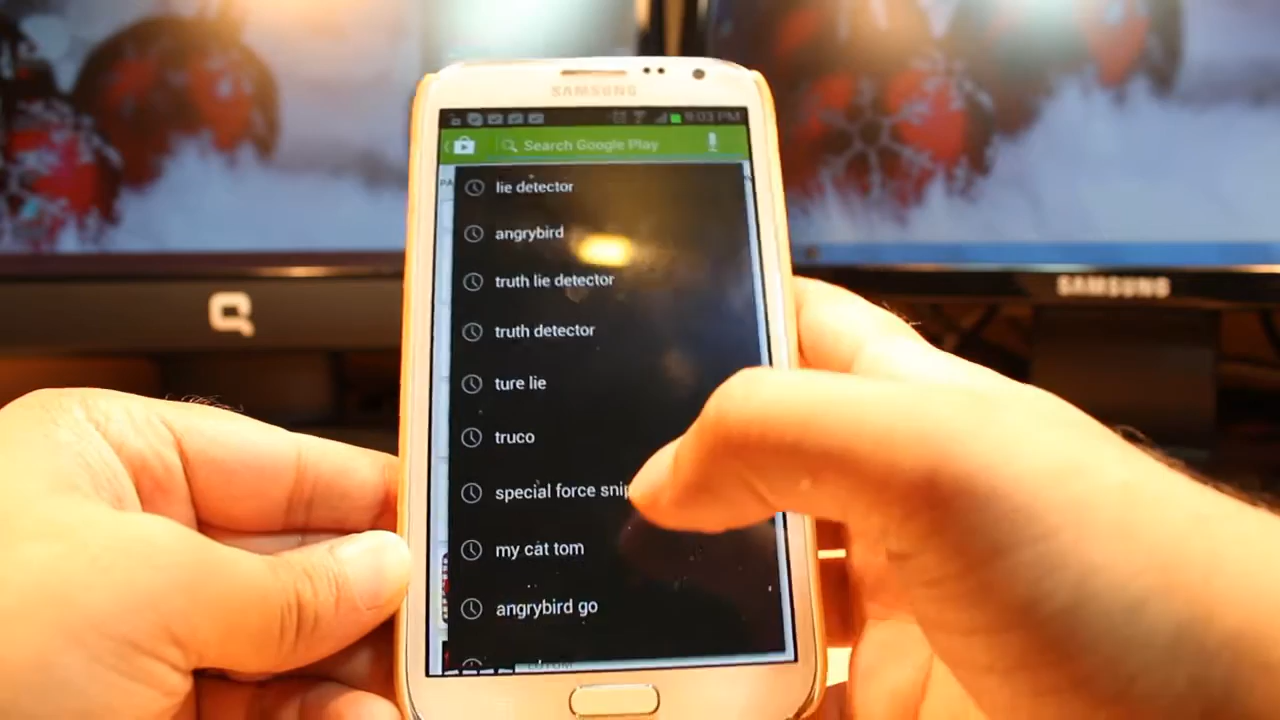 SAMSUNG
9:03 PM
Search Google Play
lie detector
angrybird
truth lie detector
truth detector
ture lie
truco
special force snip
my cat tom
angrybird go
SAMSUNG